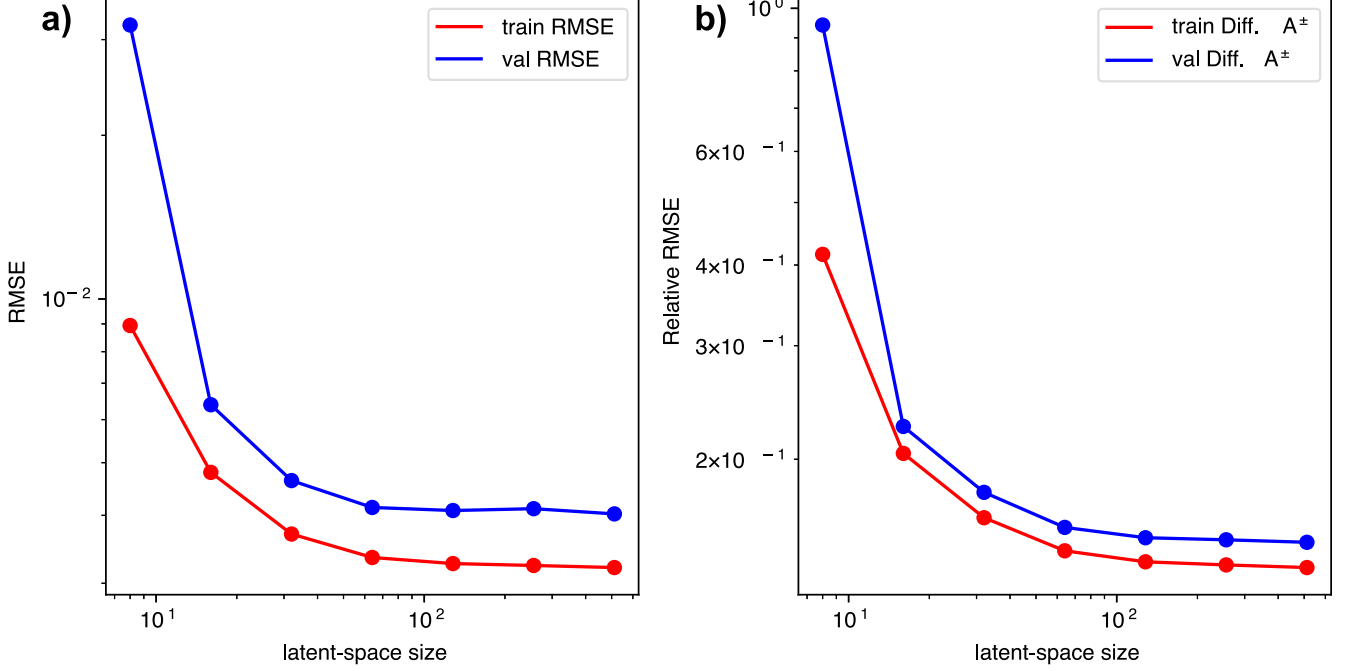 a)
train RMSE
val RMSE
RMSE
10⁻²
10¹
10²
latent-space size
b)
train Diff. A±
val Diff. A±
Relative RMSE
10⁰
6×10 ⁻¹
4×10 ⁻¹
3×10 ⁻¹
2×10 ⁻¹
10¹
10²
latent-space size